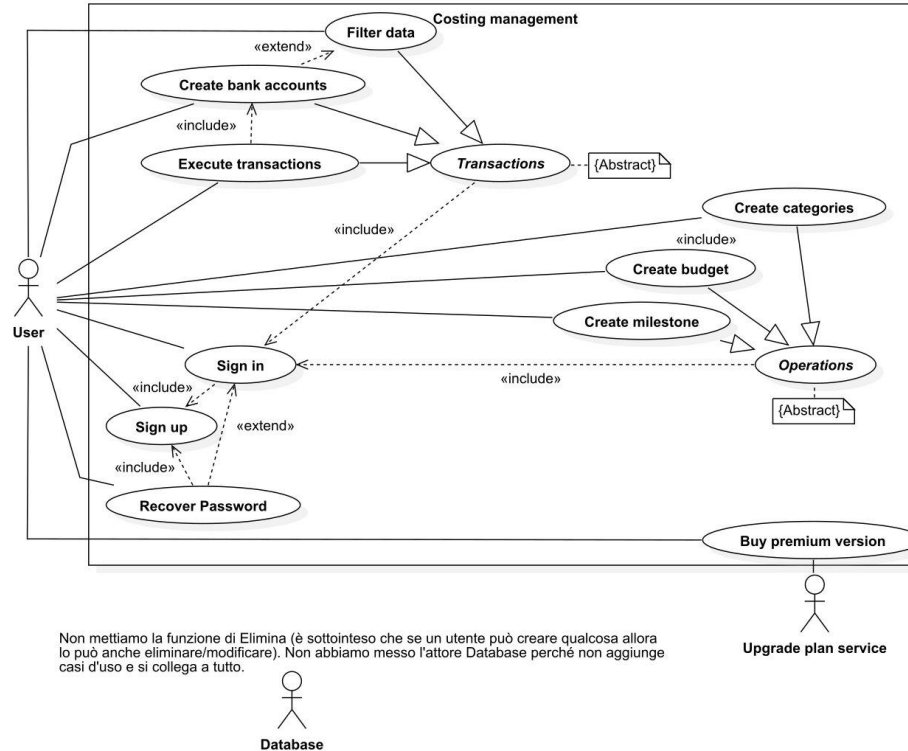 Costing management
Filter data
«extend»
Create bank accounts
«include»
Execute transactions
Transactions
{Abstract}
Create categories
«include»
«include»
Create budget
Create milestone
User
Sign in
Operations
«include»
«include»
{Abstract}
Sign up
«extend»
«include»
Recover Password
Buy premium version
Non mettiamo la funzione di Elimina (è sottointeso che se un utente può creare qualcosa allora
lo può anche eliminare/modificare). Non abbiamo messo l'attore Database perché non aggiunge
casi d'uso e si collega a tutto.
Upgrade plan service
Database